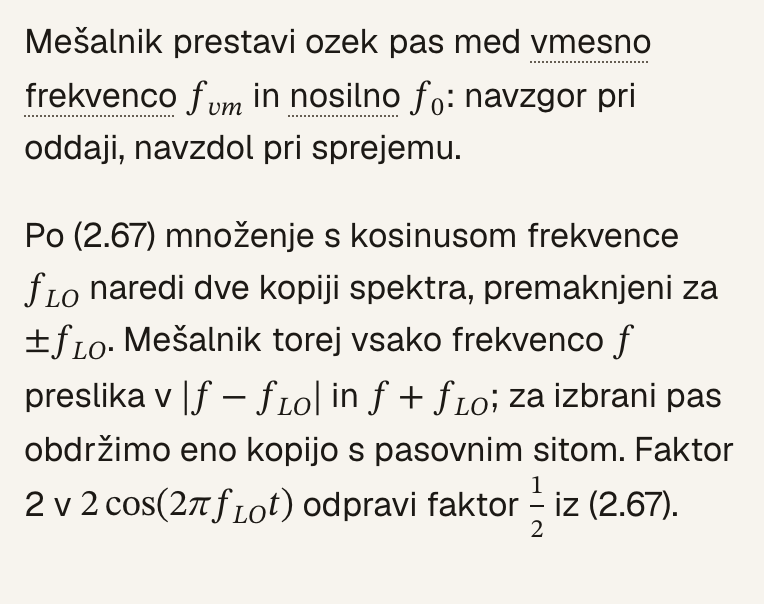 Mešalnik prestavi ozek pas med vmesno
frekvenco f_vm in nosilno f_0: navzgor pri
oddaji, navzdol pri sprejemu.
Po (2.67) množenje s kosinusom frekvence
f_LO naredi dve kopiji spektra, premaknjeni za
±f_LO. Mešalnik torej vsako frekvenco f
preslika v |f − f_LO| in f + f_LO; za izbrani pas
obdržimo eno kopijo s pasovnim sitom. Faktor
2 v 2 cos(2πf_LO t) odpravi faktor 1/2 iz (2.67).